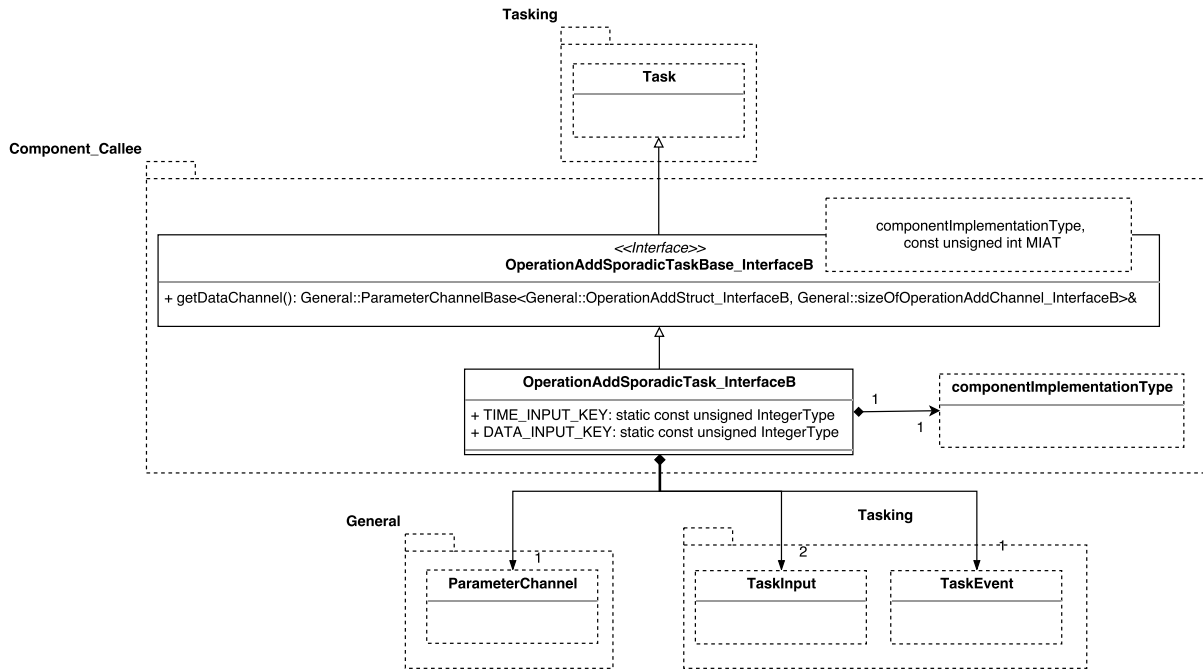 Tasking
Task
Component_Callee
componentImplementationType,
const unsigned int MIAT
<<Interface>>
OperationAddSporadicTaskBase_InterfaceB
+ getDataChannel(): General::ParameterChannelBase<General::OperationAddStruct_InterfaceB, General::sizeOfOperationAddChannel_InterfaceB>&
OperationAddSporadicTask_InterfaceB
+ TIME_INPUT_KEY: static const unsigned IntegerType
+ DATA_INPUT_KEY: static const unsigned IntegerType
1
1
componentImplementationType
General
Tasking
1
2
1
ParameterChannel
TaskInput
TaskEvent